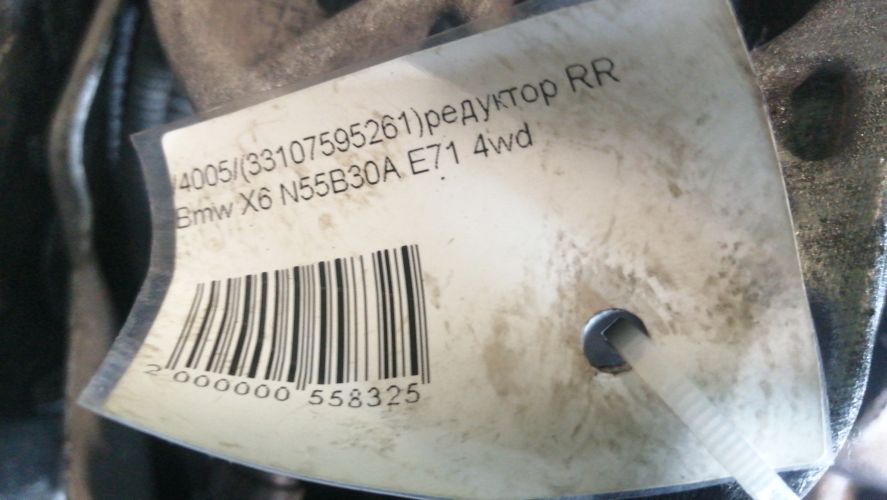 /4005/(33107595261)редуктор RR
Bmw X6 N55B30A E71 4wd
2 000000 558325